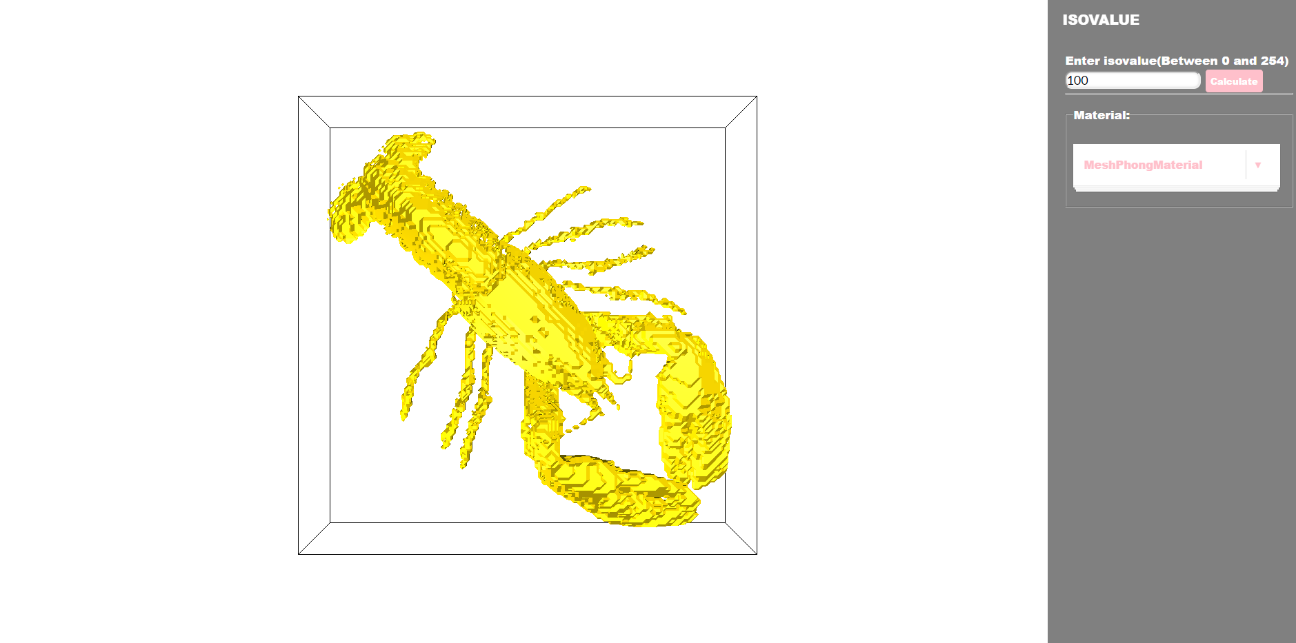 ISOVALUE
Enter isovalue(Between 0 and 254)
100 Calculate
Material:
MeshPhongMaterial ▼